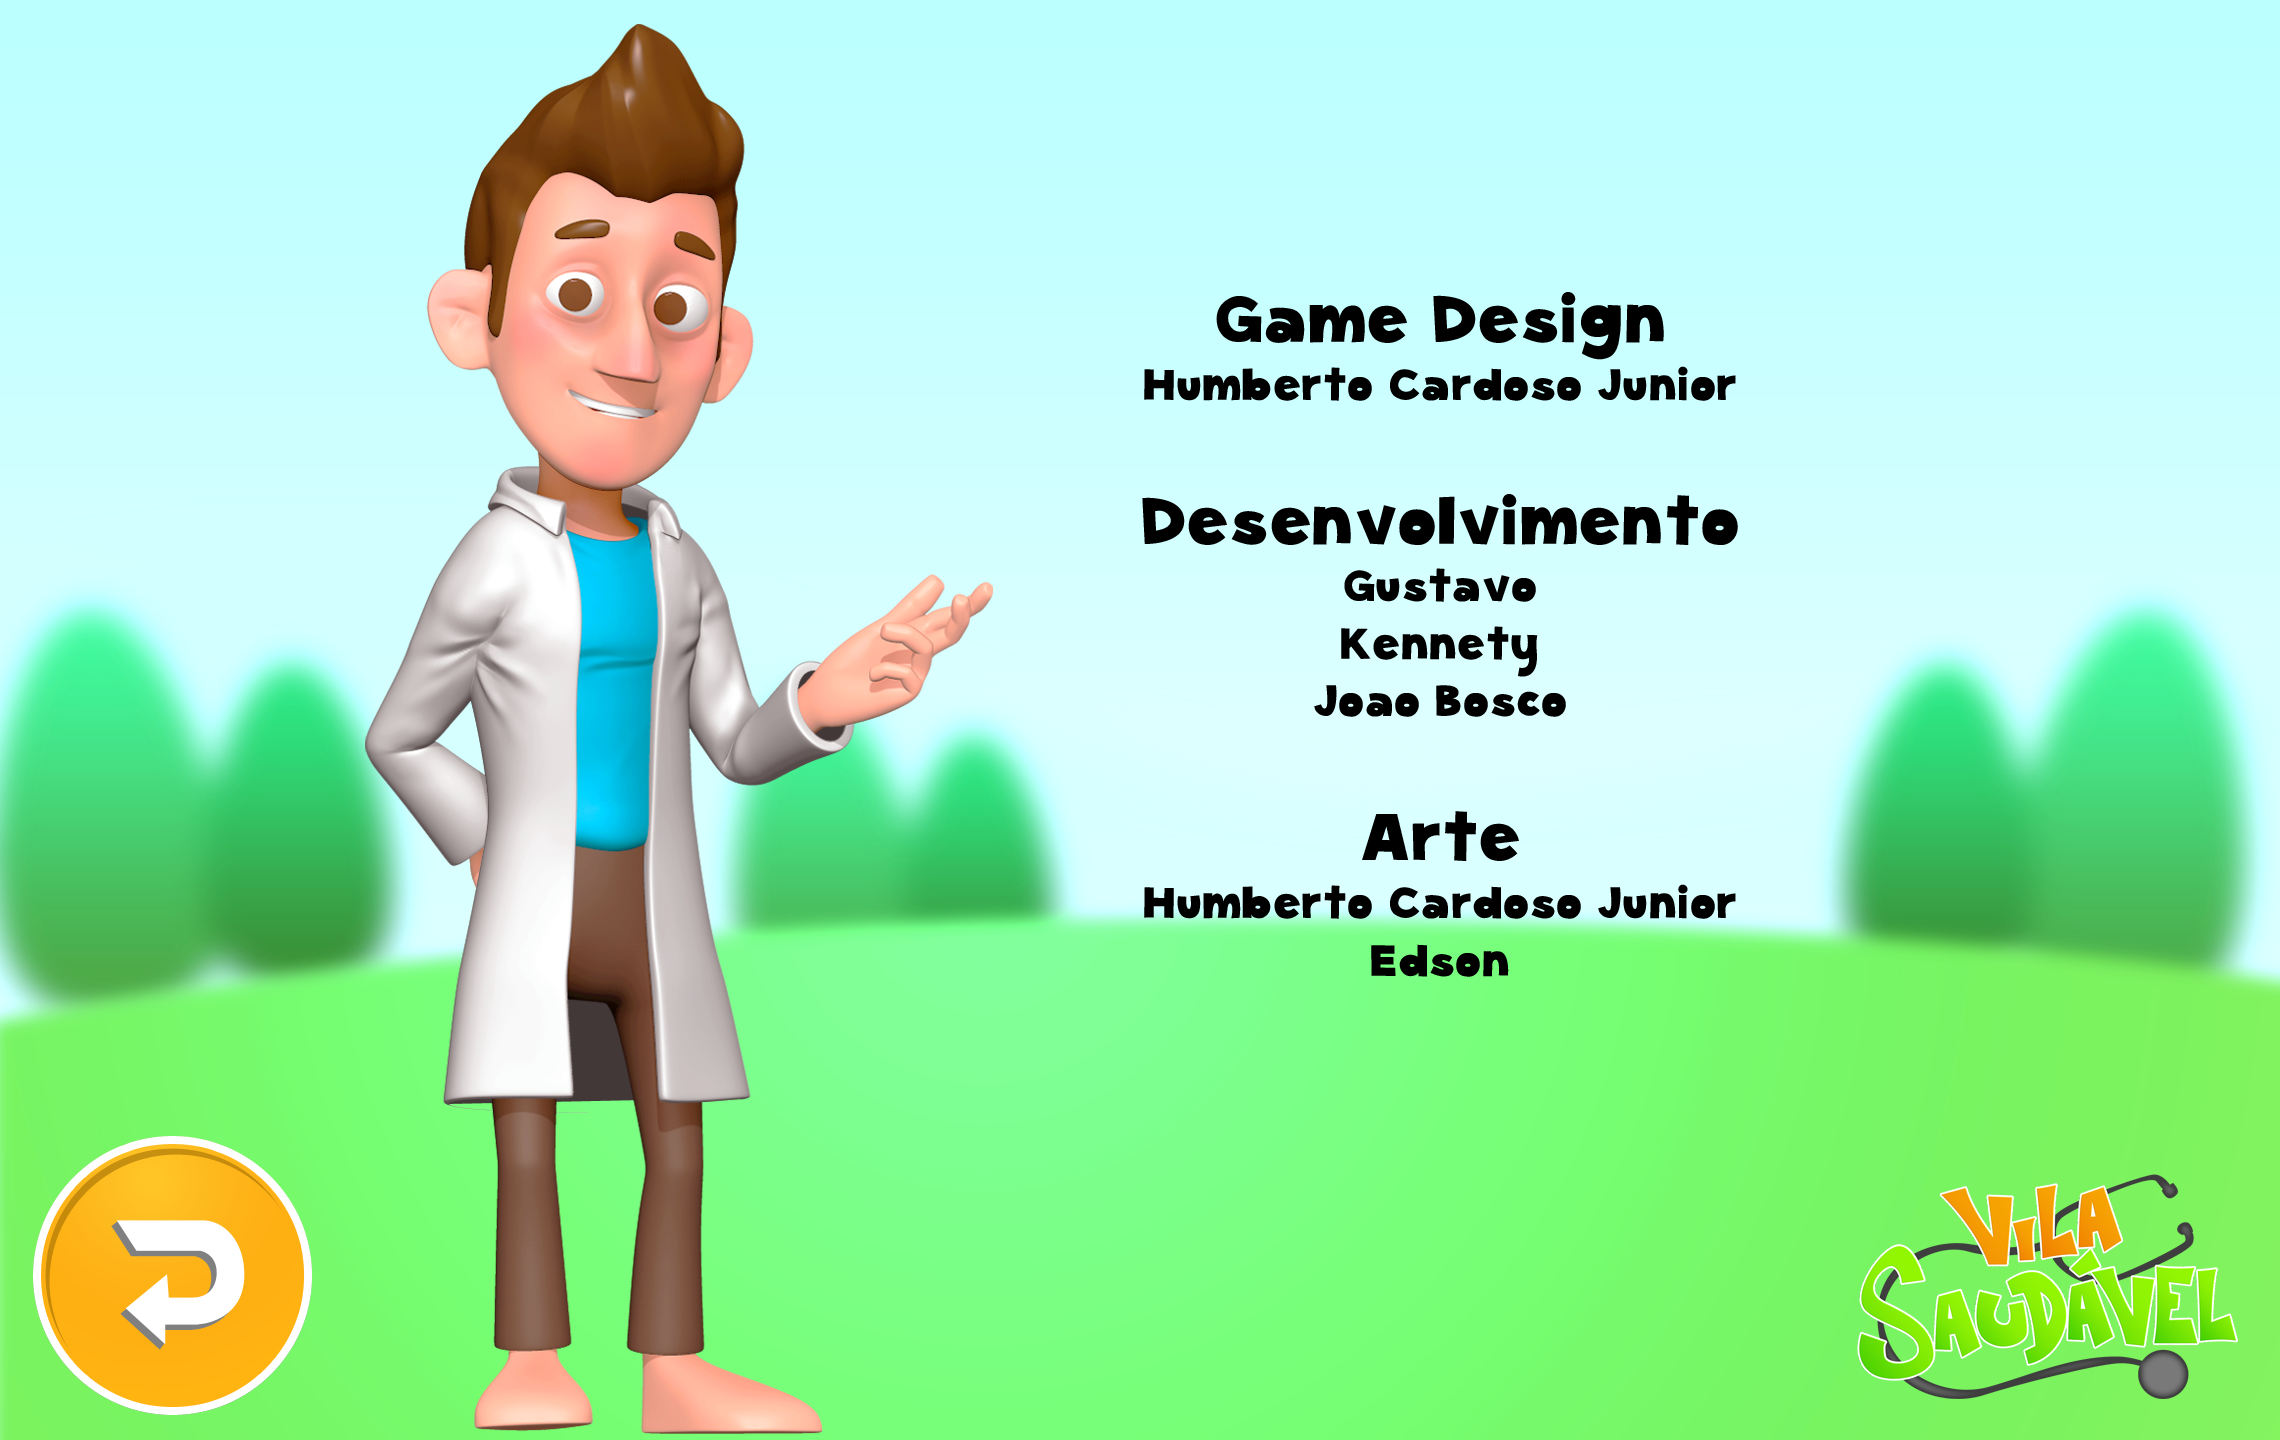 Game Design
Humberto Cardoso Junior
Desenvolvimento
Gustavo
Kennety
Joao Bosco
Arte
Humberto Cardoso Junior
Edson
VILA
SAUDÁVEL